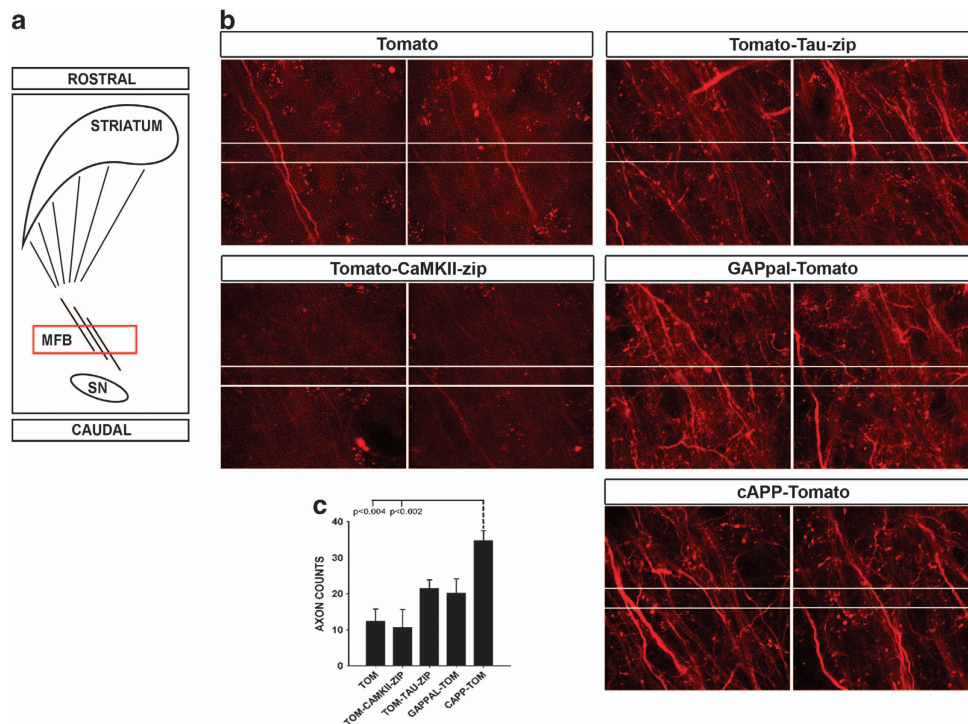 a
ROSTRAL
STRIATUM
MFB
SN
CAUDAL
b
Tomato
Tomato-Tau-zip
Tomato-CaMKII-zip
GAPpal-Tomato
cAPP-Tomato
c
p<0.004 p<0.002
40
30
20
10
0
AXON COUNTS
TOM
TOM-CAMKII-ZIP
TOM-TAU-ZIP
GAPPAL-TOM
CAPP-TOM